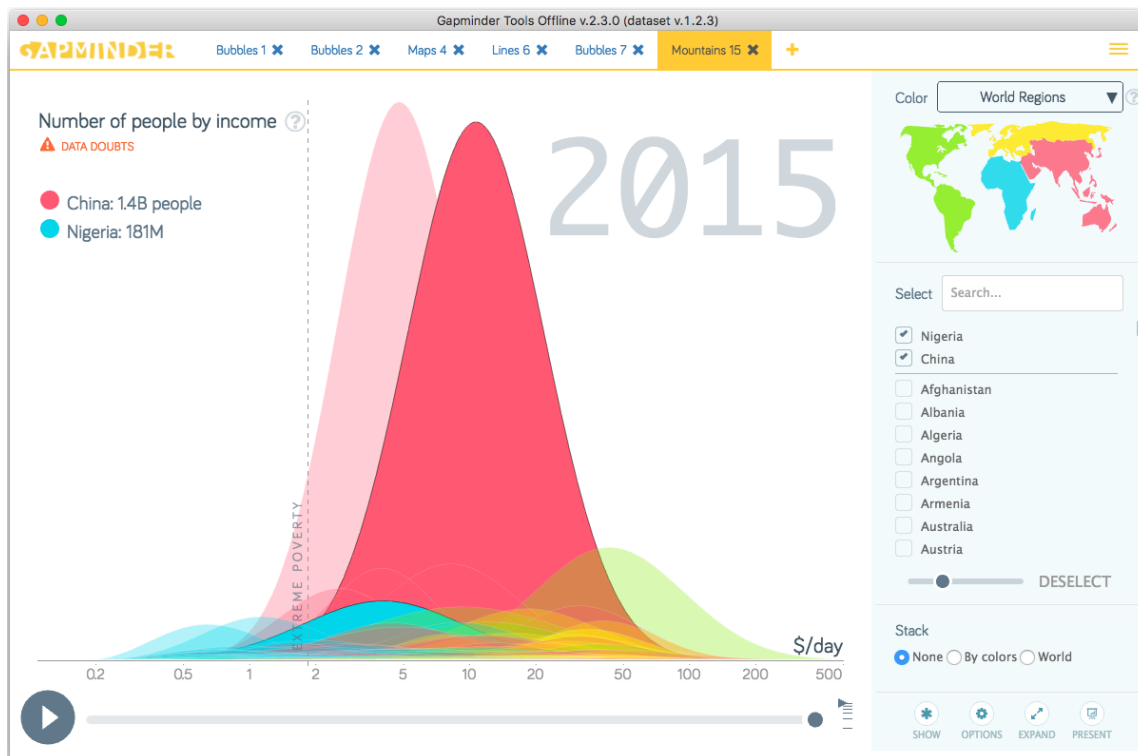 Gapminder Tools Offline v.2.3.0 (dataset v.1.2.3)
GAPMINDER Bubbles 1 ✖ Bubbles 2 ✖ Maps 4 ✖ Lines 6 ✖ Bubbles 7 ✖ Mountains 15 ✖ +
Number of people by income ?
DATA DOUBTS
2015
China: 1.4B people
Nigeria: 181M
EXTREME POVERTY
$/day
0.2 0.5 1 2 5 10 20 50 100 200 500
Color World Regions ▼ ?
Select Search...
Nigeria
China
Afghanistan
Albania
Algeria
Angola
Argentina
Armenia
Australia
Austria
DESELECT
Stack
None By colors World
SHOW OPTIONS EXPAND PRESENT